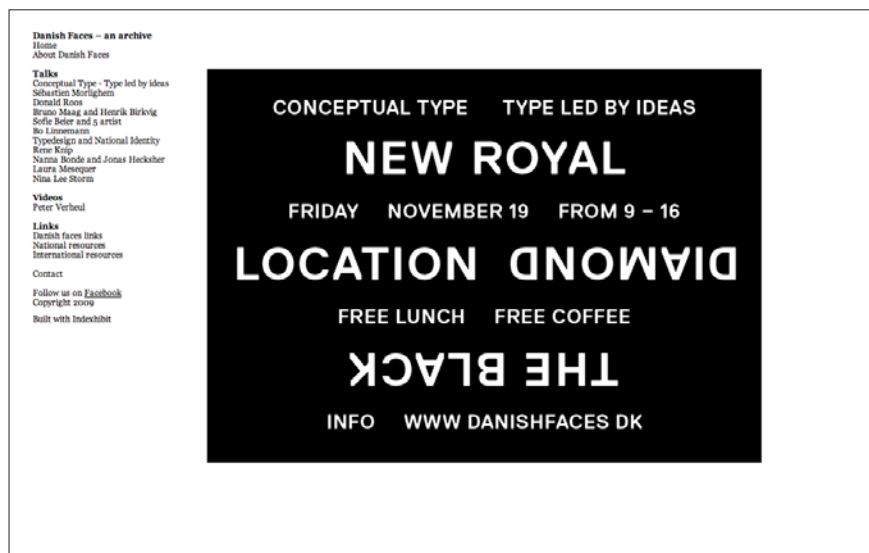 Danish Faces – an archive
Home
About Danish Faces
Talks
Conceptual Type - Type led by ideas
Sébastien Morlighem
Donald Roos
Bruno Maag and Henrik Birkvig
Sofie Beier and 5 artist
Bo Linnemann
Typedesign and National Identity
Rene Knip
Nanna Bonde and Jonas Hecksher
Laura Mesequer
Nina Lee Storm
Videos
Peter Verheul
Links
Danish faces links
National resources
International resources
Contact
Follow us on Facebook
Copyright 2009
Built with Indexhibit
CONCEPTUAL TYPE TYPE LED BY IDEAS
NEW ROYAL
FRIDAY NOVEMBER 19 FROM 9 – 16
LOCATION DIAMOND
FREE LUNCH FREE COFFEE
THE BLACK
INFO WWW DANISHFACES DK